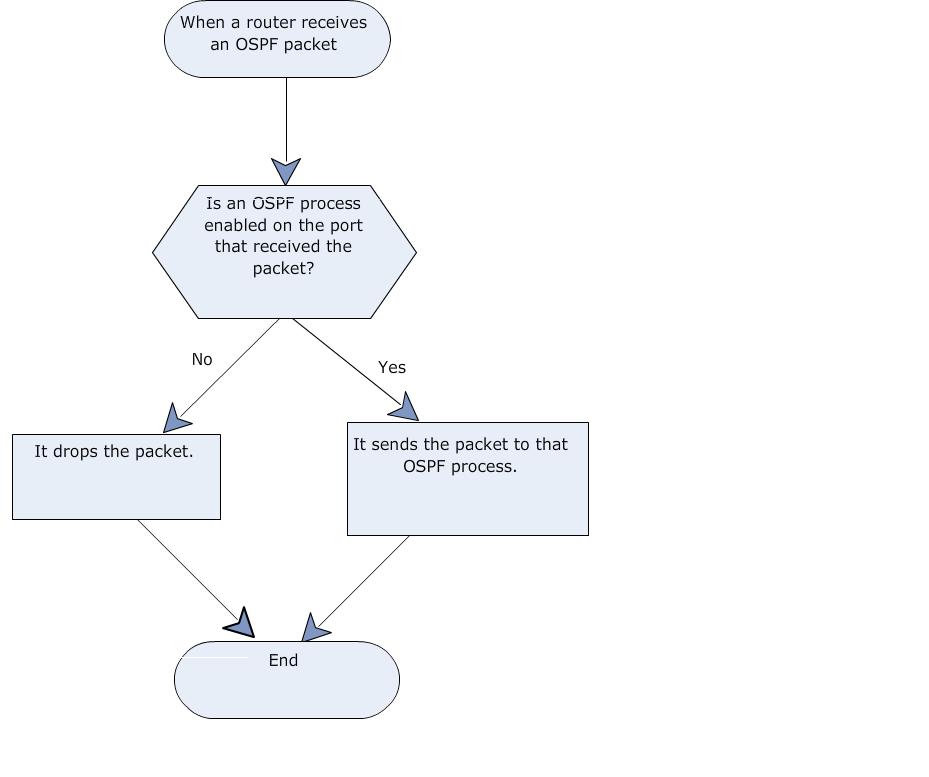 When a router receives
an OSPF packet
Is an OSPF process
enabled on the port
that received the
packet?
No
Yes
It drops the packet.
It sends the packet to that
OSPF process.
End